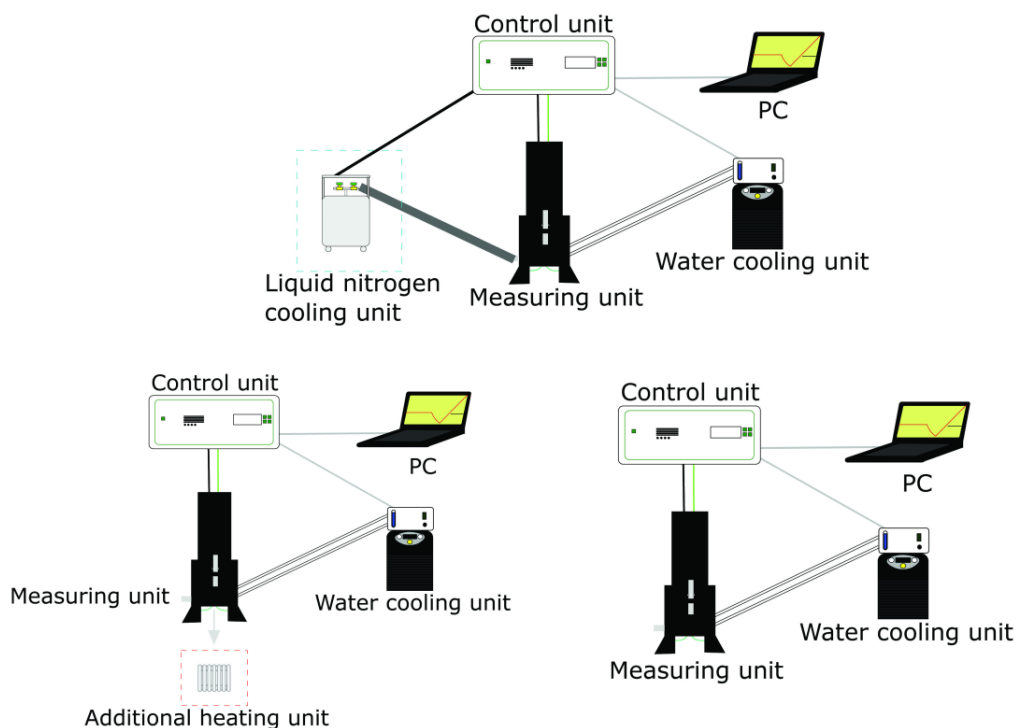 Control unit
PC
Water cooling unit
Liquid nitrogen
cooling unit
Measuring unit
Control unit
PC
Measuring unit
Water cooling unit
Additional heating unit
Control unit
PC
Water cooling unit
Measuring unit